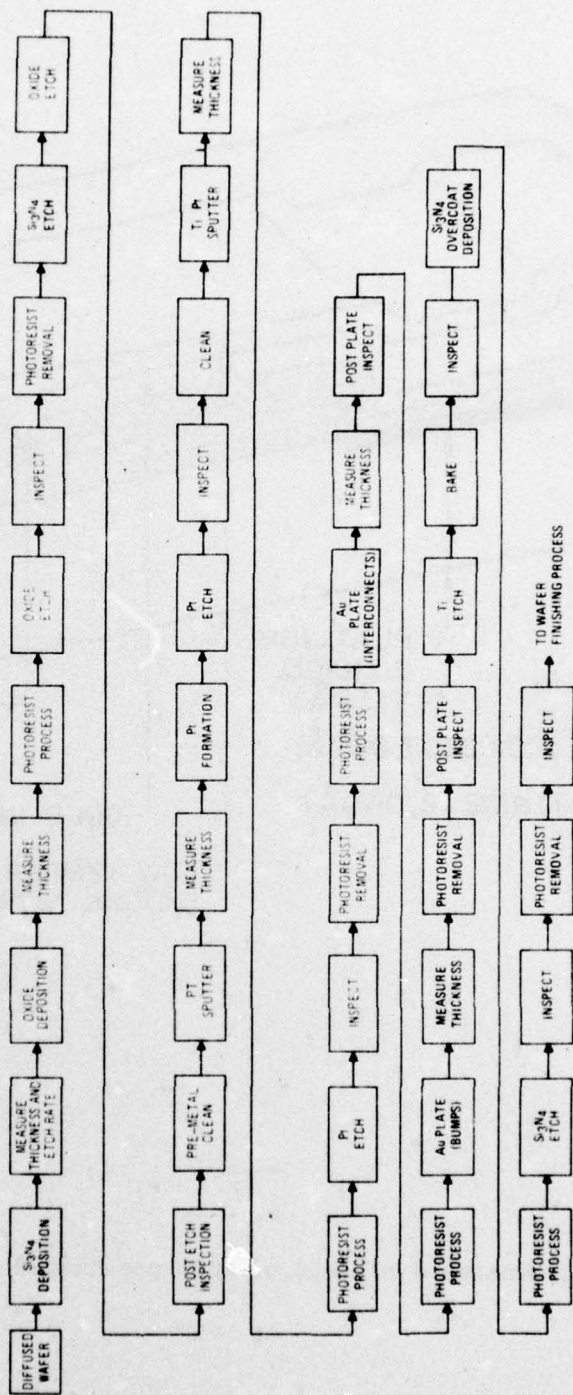 DIFFUSED
WAFER
Si3N4
DEPOSITION
MEASURE
THICKNESS AND
ETCH RATE
OXIDE
DEPOSITION
MEASURE
THICKNESS
PHOTORESIST
PROCESS
OXIDE
ETCH
INSPECT
PHOTORESIST
REMOVAL
Si3N4
ETCH
OXIDE
ETCH
POST ETCH
INSPECTION
PRE-METAL
CLEAN
PT
SPUTTER
MEASURE
THICKNESS
Pt
FORMATION
Pt
ETCH
INSPECT
CLEAN
Ti Pt
SPUTTER
MEASURE
THICKNESS
PHOTORESIST
PROCESS
Pt
ETCH
INSPECT
PHOTORESIST
REMOVAL
PHOTORESIST
PROCESS
Au
PLATE
(INTERCONNECTS)
MEASURE
THICKNESS
POST PLATE
INSPECT
PHOTORESIST
PROCESS
Au PLATE
(BUMPS)
MEASURE
THICKNESS
PHOTORESIST
REMOVAL
POST PLATE
INSPECT
Ti
ETCH
BAKE
INSPECT
Si3N4
OVERCOAT
DEPOSITION
PHOTORESIST
PROCESS
Si3N4
ETCH
INSPECT
PHOTORESIST
REMOVAL
INSPECT
TO WAFER
FINISHING PROCESS